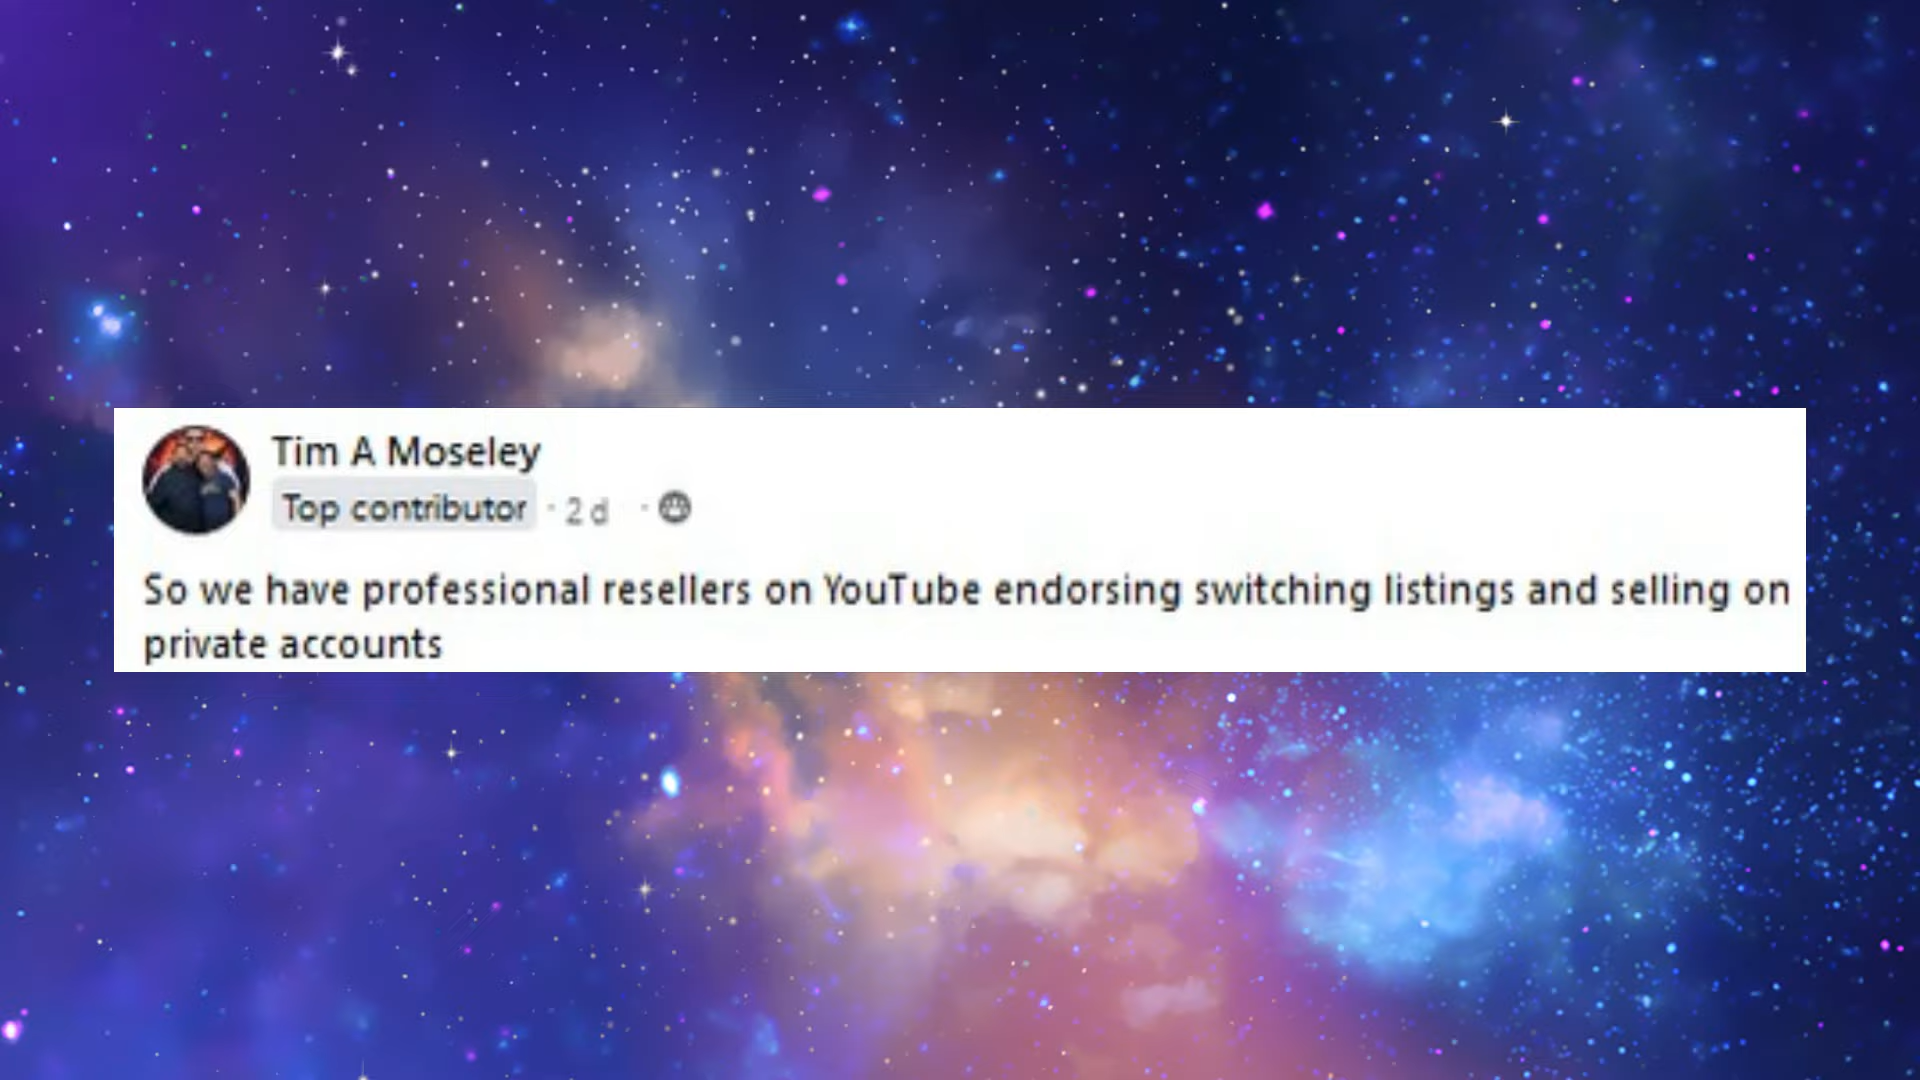 Tim A Moseley
Top contributor · 2 d ·
So we have professional resellers on YouTube endorsing switching listings and selling on
private accounts